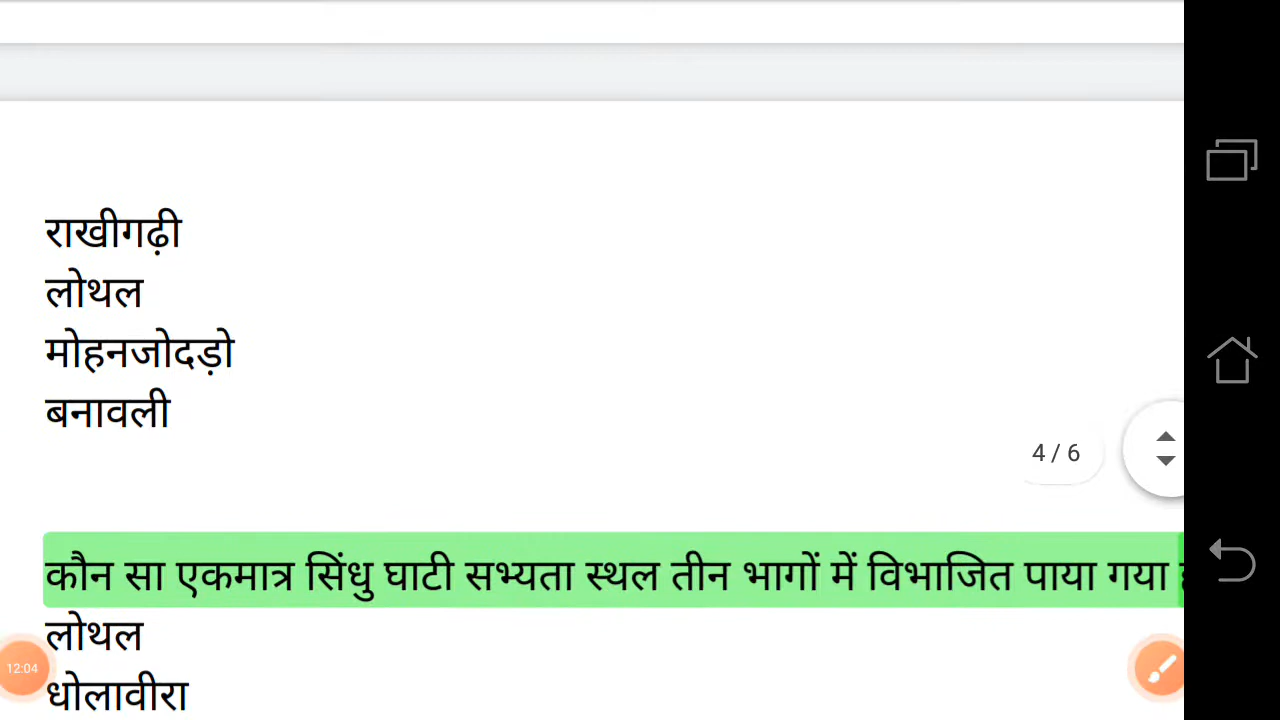 राखीगढ़ी
लोथल
मोहनजोदड़ो
बनावली
4 / 6
कौन सा एकमात्र सिंधु घाटी सभ्यता स्थल तीन भागों में विभाजित पाया गया
लोथल
12:04
धोलावीरा